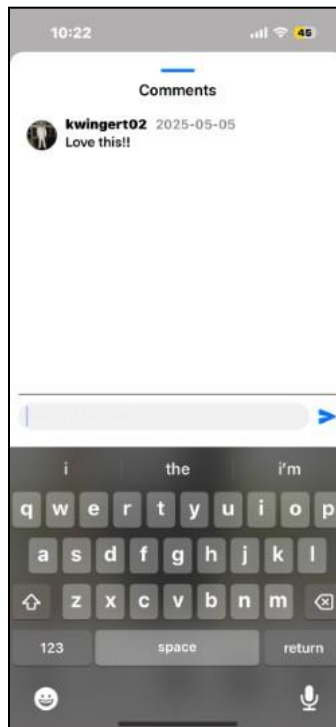 10:22
45
Comments
kwingert02 2025-05-05
Love this!!
i the i'm
q w e r t y u i o p
a s d f g h j k l
z x c v b n m
123 space return